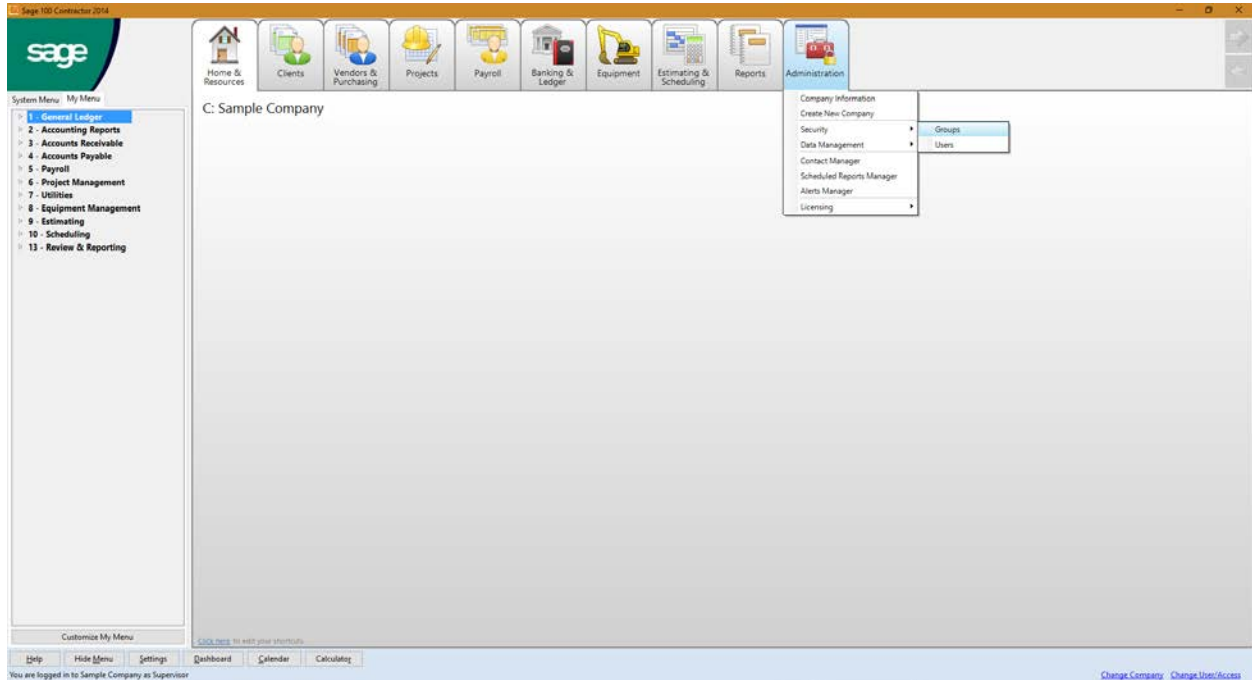 Sage 100 Contractor 2014
sage
Home & Resources
Clients
Vendors & Purchasing
Projects
Payroll
Banking & Ledger
Equipment
Estimating & Scheduling
Reports
Administration
System Menu
My Menu
1 - General Ledger
2 - Accounting Reports
3 - Accounts Receivable
4 - Accounts Payable
5 - Payroll
6 - Project Management
7 - Utilities
8 - Equipment Management
9 - Estimating
10 - Scheduling
13 - Review & Reporting
C: Sample Company
Company Information
Create New Company
Security
Data Management
Contact Manager
Scheduled Reports Manager
Alerts Manager
Licensing
Groups
Users
Customize My Menu
Click here to edit your shortcuts.
Help
Hide Menu
Settings
Dashboard
Calendar
Calculator
You are logged in to Sample Company as Supervisor
Change Company
Change User/Access